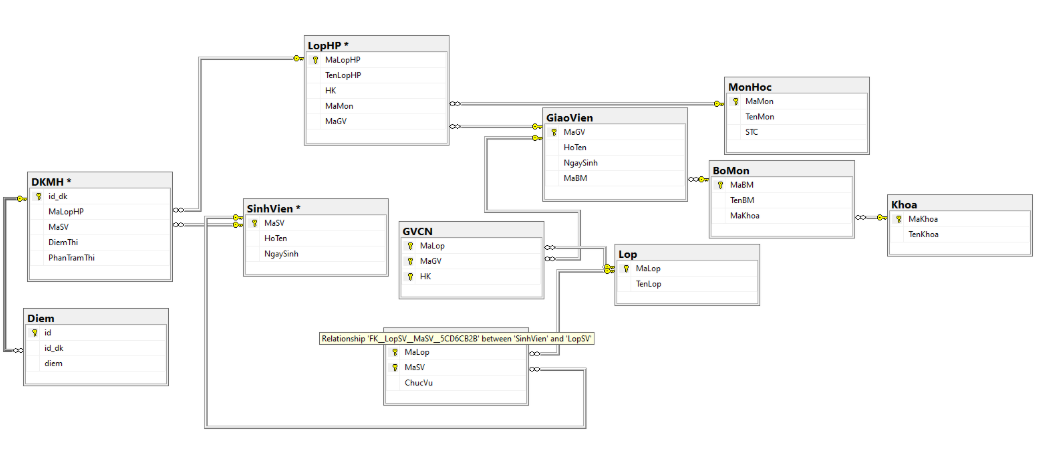 LopHP *
MaLopHP
TenLopHP
HK
MaMon
MaGV
MonHoc
MaMon
TenMon
STC
GiaoVien
MaGV
HoTen
NgaySinh
MaBM
BoMon
MaBM
TenBM
MaKhoa
Khoa
MaKhoa
TenKhoa
DKMH *
id_dk
MaLopHP
MaSV
DiemThi
PhanTramThi
SinhVien *
MaSV
HoTen
NgaySinh
GVCN
MaLop
MaGV
HK
Lop
MaLop
TenLop
Diem
id
id_dk
diem
Relationship 'FK__LopSV__MaSV__5CD6CB2B' between 'SinhVien' and 'LopSV'
MaLop
MaSV
ChucVu